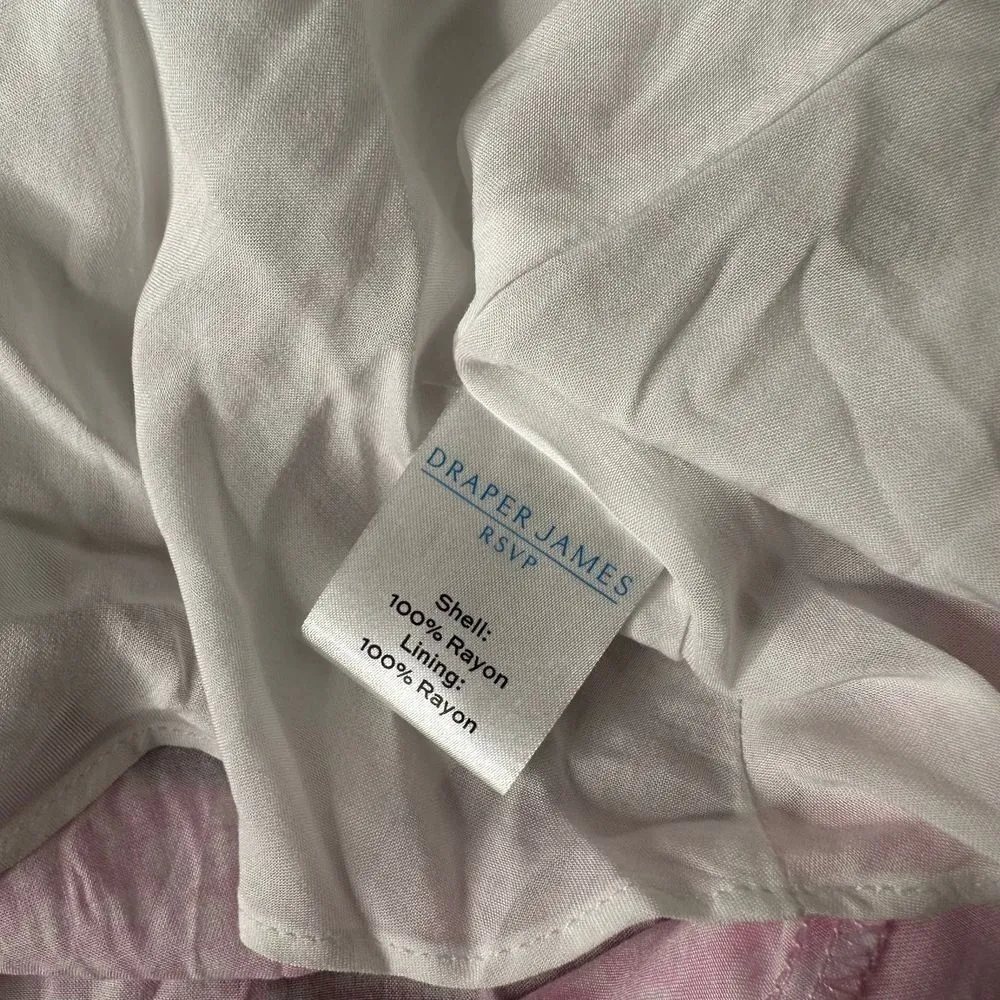 DRAPER JAMES
RSVP
Shell:
100% Rayon
Lining:
100% Rayon